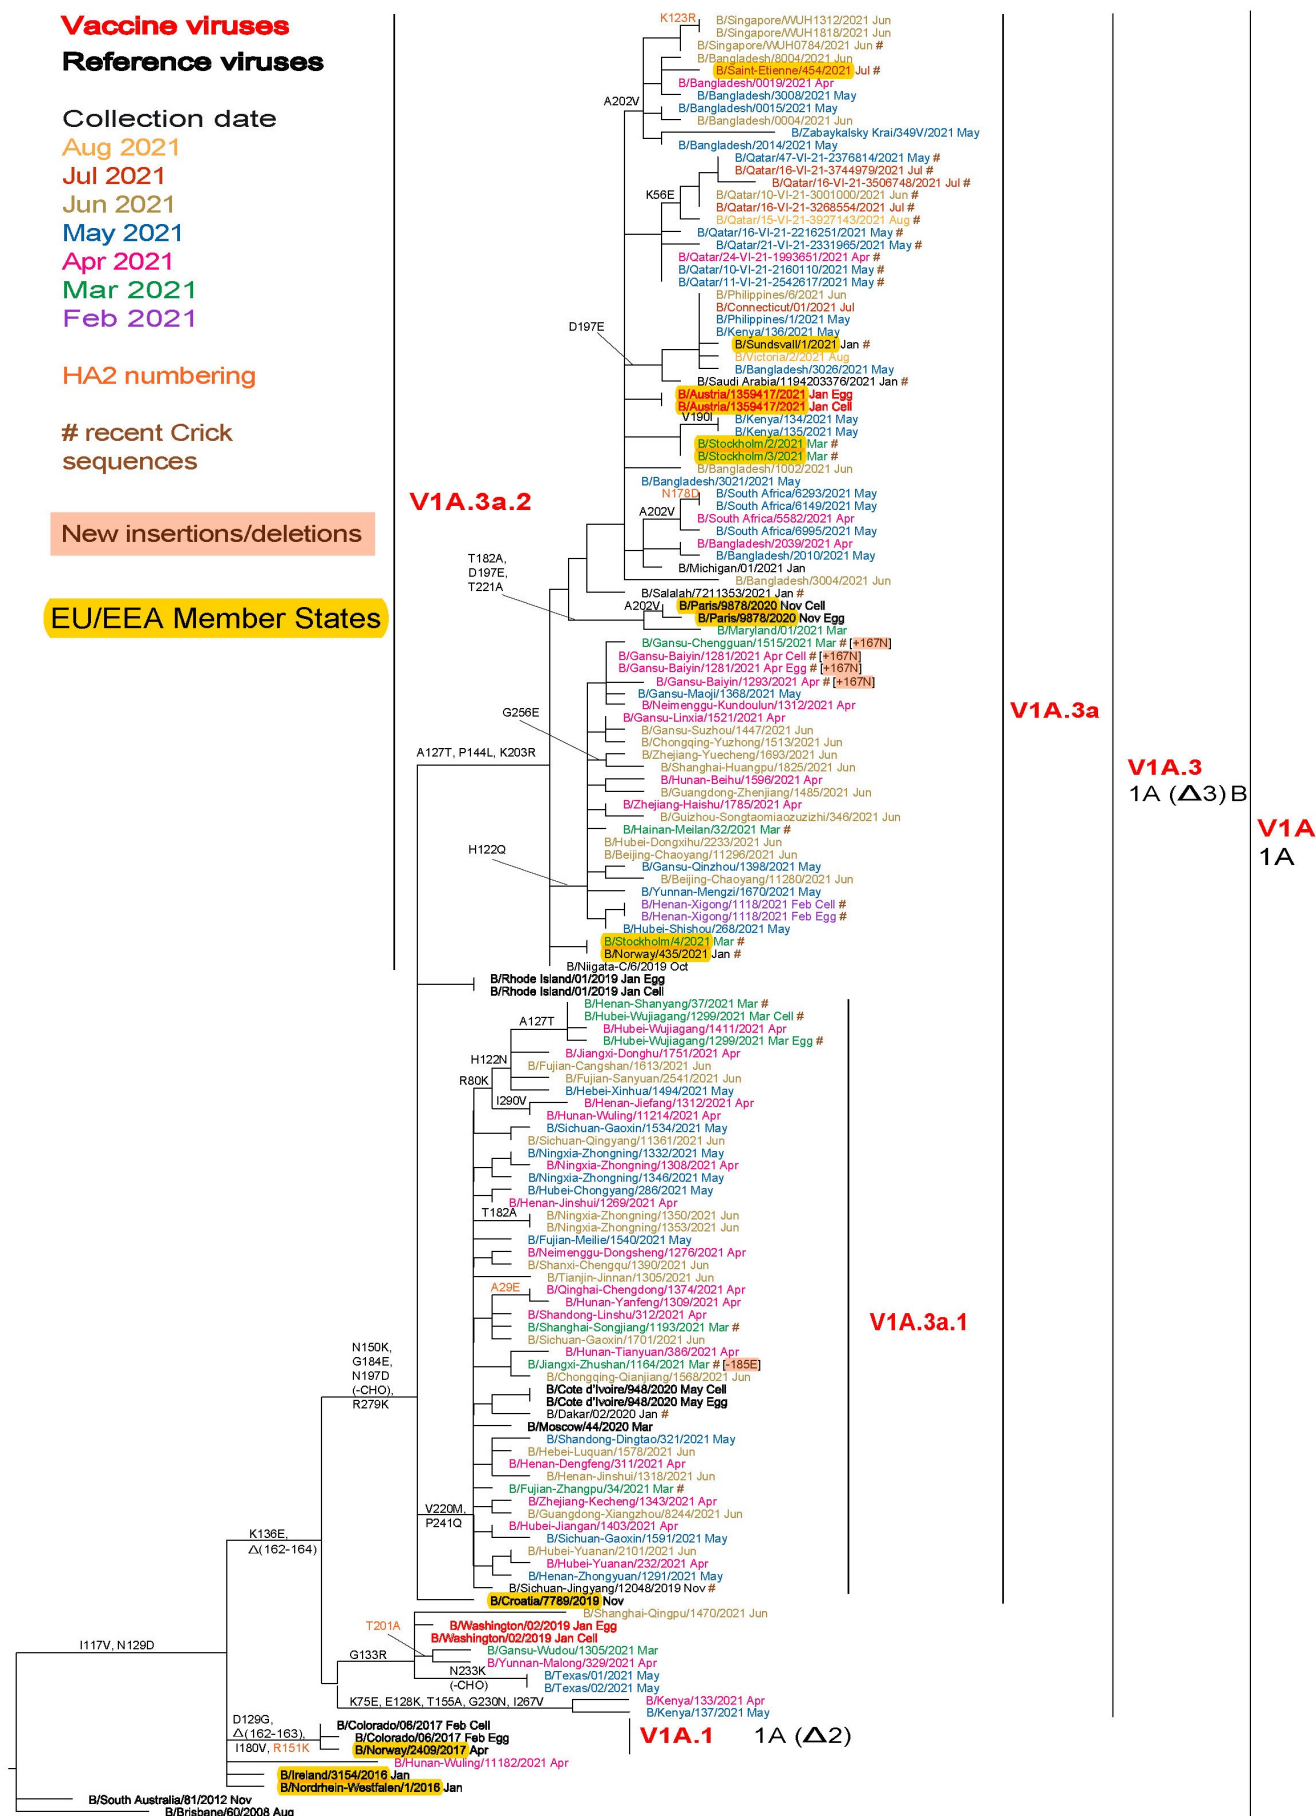 Vaccine viruses
Reference viruses
Collection date
Aug 2021
Jul 2021
Jun 2021
May 2021
Apr 2021
Mar 2021
Feb 2021
HA2 numbering
# recent Crick
sequences
New insertions/deletions
EU/EEA Member States
K123R
B/Singapore/WUH1312/2021 Jun
B/Singapore/WUH1818/2021 Jun
B/Singapore/WUH0784/2021 Jun #
B/Bangladesh/8004/2021 Jun
B/Saint-Etienne/454/2021 Jul #
B/Bangladesh/0019/2021 Apr
B/Bangladesh/3008/2021 May
A202V
B/Bangladesh/0015/2021 May
B/Bangladesh/0004/2021 Jun
B/Zabaykalsky Krai/349V/2021 May
B/Bangladesh/2014/2021 May
B/Qatar/47-VI-21-2376814/2021 May #
B/Qatar/16-VI-21-3744979/2021 Jul #
B/Qatar/16-VI-21-3506748/2021 Jul #
K56E
B/Qatar/10-VI-21-3001000/2021 Jun #
B/Qatar/16-VI-21-3268554/2021 Jul #
B/Qatar/15-VI-21-3927143/2021 Aug #
B/Qatar/16-VI-21-2216251/2021 May #
B/Qatar/21-VI-21-2331965/2021 May #
B/Qatar/24-VI-21-1993651/2021 Apr #
B/Qatar/10-VI-21-2160110/2021 May #
B/Qatar/11-VI-21-2542617/2021 May #
B/Philippines/6/2021 Jun
B/Connecticut/01/2021 Jul
B/Philippines/1/2021 May
D197E
B/Kenya/136/2021 May
B/Sundsvall/1/2021 Jan #
B/Victoria/2/2021 Aug
B/Bangladesh/3026/2021 May
B/Saudi Arabia/1194203376/2021 Jan #
B/Austria/1359417/2021 Jan Egg
B/Austria/1359417/2021 Jan Cell
V190I
B/Kenya/134/2021 May
B/Kenya/135/2021 May
B/Stockholm/2/2021 Mar #
B/Stockholm/3/2021 Mar #
B/Bangladesh/1002/2021 Jun
B/Bangladesh/3021/2021 May
N178D
B/South Africa/6293/2021 May
V1A.3a.2
B/South Africa/6149/2021 May
A202V
B/South Africa/5582/2021 Apr
B/South Africa/6995/2021 May
B/Bangladesh/2039/2021 Apr
B/Bangladesh/2010/2021 May
T182A,
D197E,
T221A
B/Michigan/01/2021 Jan
B/Bangladesh/3004/2021 Jun
B/Salalah/7211353/2021 Jan #
A202V
B/Paris/9878/2020 Nov Cell
B/Paris/9878/2020 Nov Egg
B/Maryland/01/2021 Mar
B/Gansu-Chengguan/1515/2021 Mar # [+167N]
B/Gansu-Baiyin/1281/2021 Apr Cell # [+167N]
B/Gansu-Baiyin/1281/2021 Apr Egg # [+167N]
B/Gansu-Baiyin/1293/2021 Apr # [+167N]
B/Gansu-Maoji/1368/2021 May
B/Neimenggu-Kundoulun/1312/2021 Apr
V1A.3a
G256E
B/Gansu-Linxia/1521/2021 Apr
B/Gansu-Suzhou/1447/2021 Jun
B/Chongqing-Yuzhong/1513/2021 Jun
A127T, P144L, K203R
B/Zhejiang-Yuecheng/1693/2021 Jun
B/Shanghai-Huangpu/1825/2021 Jun
V1A.3
1A (Δ3) B
B/Hunan-Beihu/1596/2021 Apr
B/Guangdong-Zhenjiang/1485/2021 Jun
B/Zhejiang-Haishu/1785/2021 Apr
B/Guizhou-Songtaomiaozuzizhi/346/2021 Jun
V1A
1A
B/Hainan-Meilan/32/2021 Mar #
B/Hubei-Dongxihu/2233/2021 Jun
H122Q
B/Beijing-Chaoyang/11296/2021 Jun
B/Gansu-Qinzhou/1398/2021 May
B/Beijing-Chaoyang/11280/2021 Jun
B/Yunnan-Mengzi/1670/2021 May
B/Henan-Xigong/1118/2021 Feb Cell #
B/Henan-Xigong/1118/2021 Feb Egg #
B/Hubei-Shishou/268/2021 May
B/Stockholm/4/2021 Mar #
B/Norway/435/2021 Jan #
B/Niigata-C/6/2019 Oct
B/Rhode Island/01/2019 Jan Egg
B/Rhode Island/01/2019 Jan Cell
B/Henan-Shanyang/37/2021 Mar #
B/Hubei-Wujiagang/1299/2021 Mar Cell #
A127T
B/Hubei-Wujiagang/1411/2021 Apr
B/Hubei-Wujiagang/1299/2021 Mar Egg #
B/Jiangxi-Donghu/1751/2021 Apr
H122N
B/Fujian-Cangshan/1613/2021 Jun
R80K
B/Fujian-Sanyuan/2541/2021 Jun
B/Hebei-Xinhua/1494/2021 May
I290V
B/Henan-Jiefang/1312/2021 Apr
B/Hunan-Wuling/11214/2021 Apr
B/Sichuan-Gaoxin/1534/2021 May
B/Sichuan-Qingyang/11361/2021 Jun
B/Ningxia-Zhongning/1332/2021 May
B/Ningxia-Zhongning/1308/2021 Apr
B/Ningxia-Zhongning/1346/2021 May
B/Hubei-Chongyang/286/2021 May
B/Henan-Jinshui/1269/2021 Apr
T182A
B/Ningxia-Zhongning/1350/2021 Jun
B/Ningxia-Zhongning/1353/2021 Jun
B/Fujian-Meilie/1540/2021 May
B/Neimenggu-Dongsheng/1276/2021 Apr
B/Shanxi-Chengqu/1390/2021 Jun
B/Tianjin-Jinnan/1305/2021 Jun
A29E
B/Qinghai-Chengdong/1374/2021 Apr
B/Hunan-Yanfeng/1309/2021 Apr
B/Shandong-Linshu/312/2021 Apr
V1A.3a.1
B/Shanghai-Songjiang/1193/2021 Mar #
B/Sichuan-Gaoxin/1701/2021 Jun
N150K,
G184E,
N197D
(-CHO),
R279K
B/Hunan-Tianyuan/386/2021 Apr
B/Jiangxi-Zhushan/1164/2021 Mar # [-185E]
B/Chongqing-Qianjiang/1568/2021 Jun
B/Cote d'Ivoire/948/2020 May Cell
B/Cote d'Ivoire/948/2020 May Egg
B/Dakar/02/2020 Jan #
B/Moscow/44/2020 Mar
B/Shandong-Dingtao/321/2021 May
B/Hebei-Luquan/1578/2021 Jun
B/Henan-Dengfeng/311/2021 Apr
B/Henan-Jinshui/1318/2021 Jun
B/Fujian-Zhangpu/34/2021 Mar #
V220M,
P241Q
B/Zhejiang-Kecheng/1343/2021 Apr
B/Guangdong-Xiangzhou/8244/2021 Jun
B/Hubei-Jiangan/1403/2021 Apr
B/Sichuan-Gaoxin/1591/2021 May
K136E,
Δ(162-164)
B/Hubei-Yuanan/2101/2021 Jun
B/Hubei-Yuanan/232/2021 Apr
B/Henan-Zhongyuan/1291/2021 May
B/Sichuan-Jingyang/12048/2019 Nov #
B/Croatia/7789/2019 Nov
B/Shanghai-Qingpu/1470/2021 Jun
T201A
B/Washington/02/2019 Jan Egg
B/Washington/02/2019 Jan Cell
I117V, N129D
B/Gansu-Wudou/1305/2021 Mar
G133R
B/Yunnan-Malong/329/2021 Apr
N233K
(-CHO)
B/Texas/01/2021 May
B/Texas/02/2021 May
K75E, E128K, T155A, G230N, I267V
B/Kenya/133/2021 Apr
B/Kenya/137/2021 May
D129G,
Δ(162-163),
I180V, R151K
B/Colorado/06/2017 Feb Cell
B/Colorado/06/2017 Feb Egg
B/Norway/2409/2017 Apr
V1A.1 1A (Δ2)
B/Hunan-Wuling/11182/2021 Apr
B/Ireland/3154/2016 Jan
B/Nordrhein-Westfalen/1/2016 Jan
B/South Australia/81/2012 Nov
B/Brisbane/60/2008 Aug